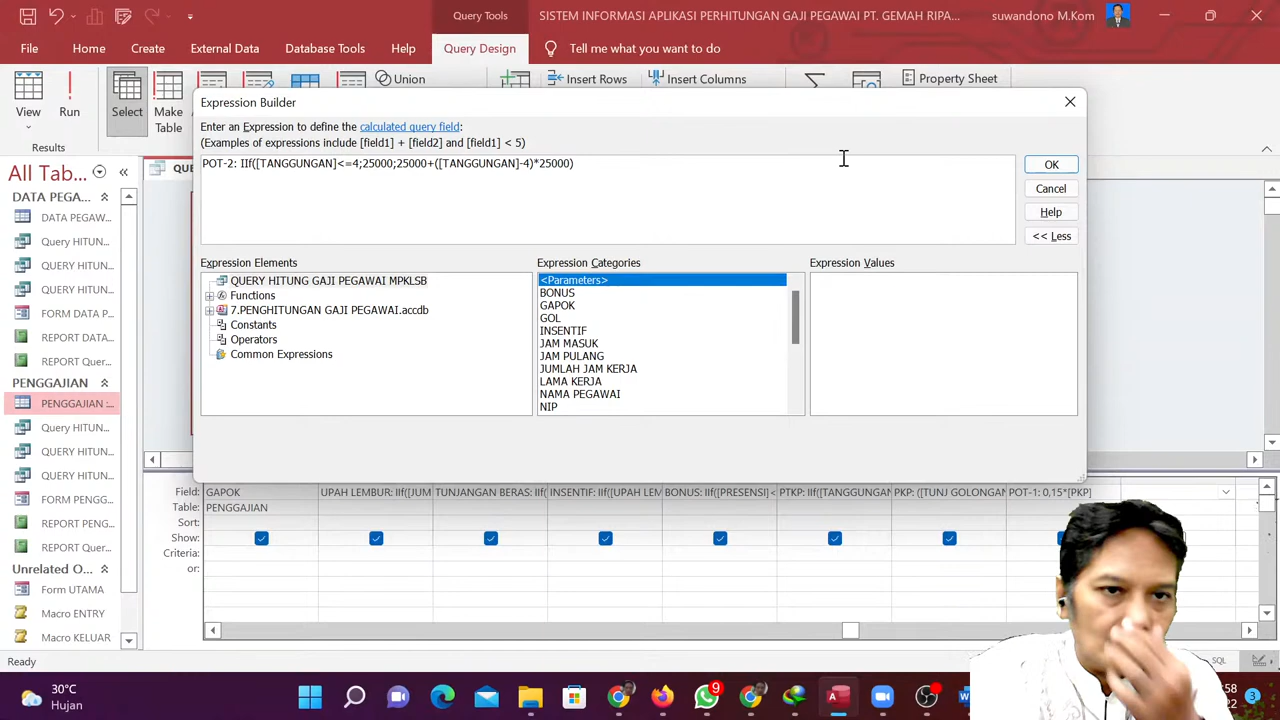 Query Tools
SISTEM INFORMASI APLIKASI PERHITUNGAN GAJI PEGAWAI PT. GEMAH RIPA...
suwandono M.Kom
File Home Create External Data Database Tools Help Query Design Tell me what you want to do
Union Insert Rows Insert Columns Property Sheet
View Run Select Make Table
Results
Expression Builder
Enter an Expression to define the calculated query field:
(Examples of expressions include [field1] + [field2] and [field1] < 5)
POT-2: IIf([TANGGUNGAN]<=4;25000;25000+([TANGGUNGAN]-4)*25000)
OK
Cancel
Help
<< Less
Expression Elements
QUERY HITUNG GAJI PEGAWAI MPKLSB
Functions
7.PENGHITUNGAN GAJI PEGAWAI.accdb
Constants
Operators
Common Expressions
Expression Categories
<Parameters>
BONUS
GAPOK
GOL
INSENTIF
JAM MASUK
JAM PULANG
JUMLAH JAM KERJA
LAMA KERJA
NAMA PEGAWAI
NIP
Expression Values
All Tab...
QUE
DATA PEGA...
DATA PEGAW...
Query HITUN...
QUERY HITU...
QUERY HITU...
FORM DATA P...
REPORT DATA...
REPORT Quer...
PENGGAJIAN
PENGGAJIAN :...
Query HITU...
QUERY HITU...
QUERY HITU...
FORM PENGG...
REPORT PENG...
REPORT Quer...
Unrelated O...
Form UTAMA
Macro ENTRY
Macro KELUAR
Field: GAPOK UPAH LEMBUR: IIf([JUM TUNJANGAN BERAS: IIf( INSENTIF: IIf([UPAH LEM BONUS: IIf([PRESENSI]< PTKP: IIf([TANGGUNGAN PKP: ([TUNJ GOLONGAN POT-1: 0,15*[PKP]
Table: PENGGAJIAN
Sort:
Show:
Criteria:
or:
Ready
SQL
30°C
Hujan
9
3